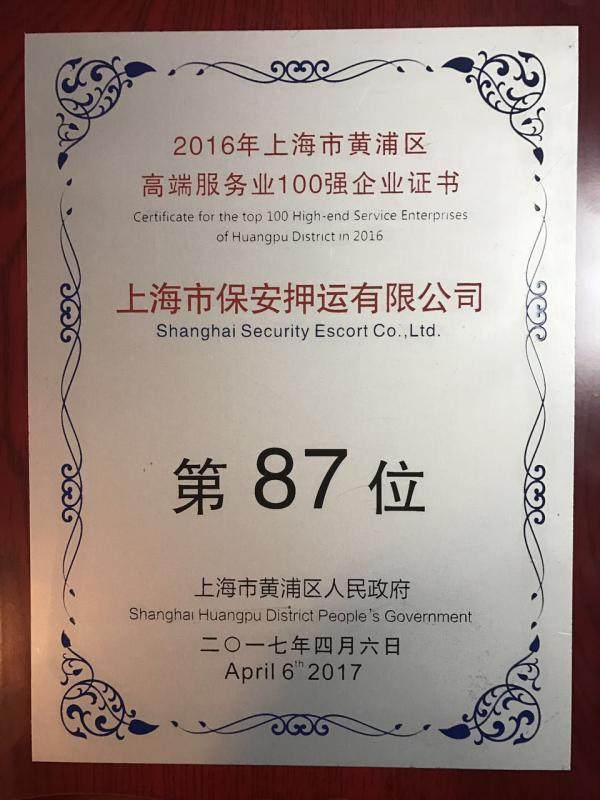 2016年上海市黄浦区
高端服务业100强企业证书
Certificate for the top 100 High-end Service Enterprises
of Huangpu District in 2016
上海市保安押运有限公司
Shanghai Security Escort Co.,Ltd.
第 87 位
上海市黄浦区人民政府
Shanghai Huangpu District People's Government
二〇一七年四月六日
April 6th 2017